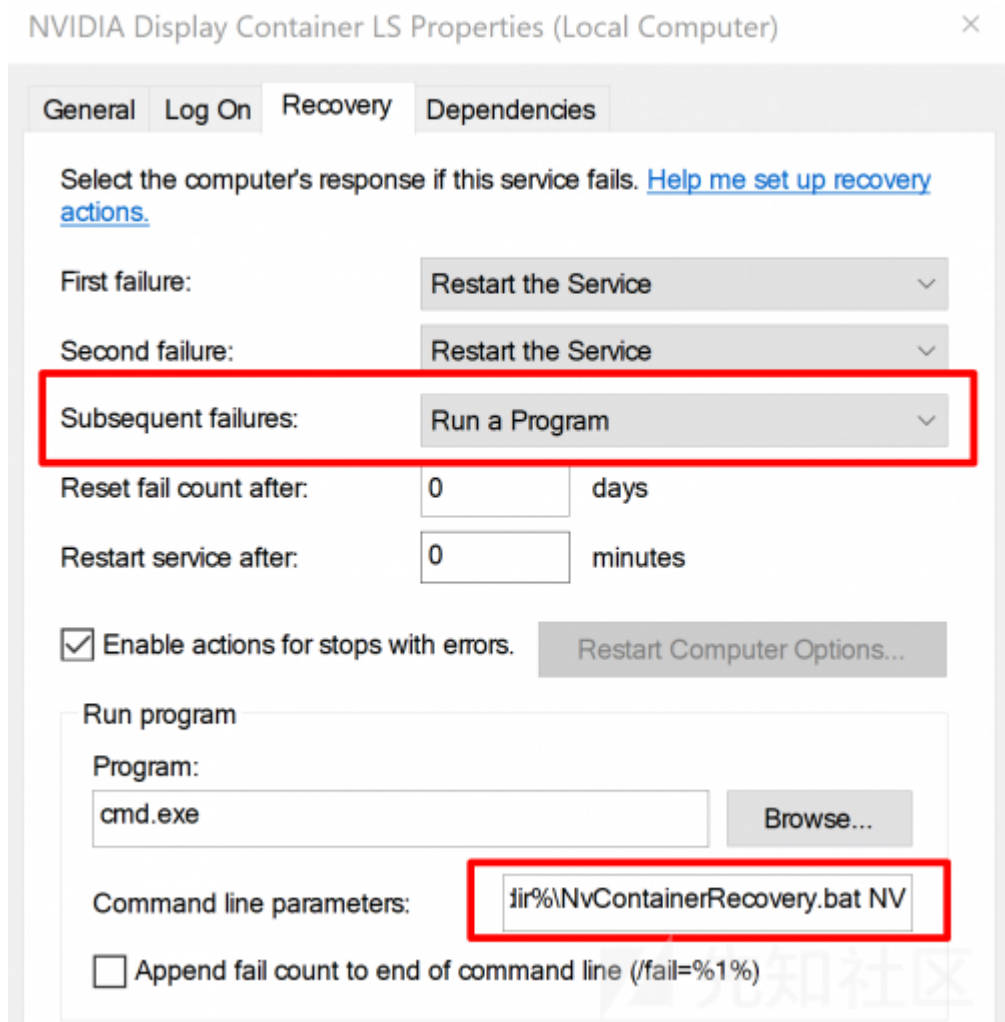 NVIDIA Display Container LS Properties (Local Computer)
General Log On Recovery Dependencies
Select the computer's response if this service fails. Help me set up recovery
actions.
First failure: Restart the Service
Second failure: Restart the Service
Subsequent failures: Run a Program
Reset fail count after: 0 days
Restart service after: 0 minutes
Enable actions for stops with errors. Restart Computer Options...
Run program
Program:
cmd.exe Browse...
Command line parameters: dir%\NvContainerRecovery.bat NV
Append fail count to end of command line (/fail=%1%)
先知社区